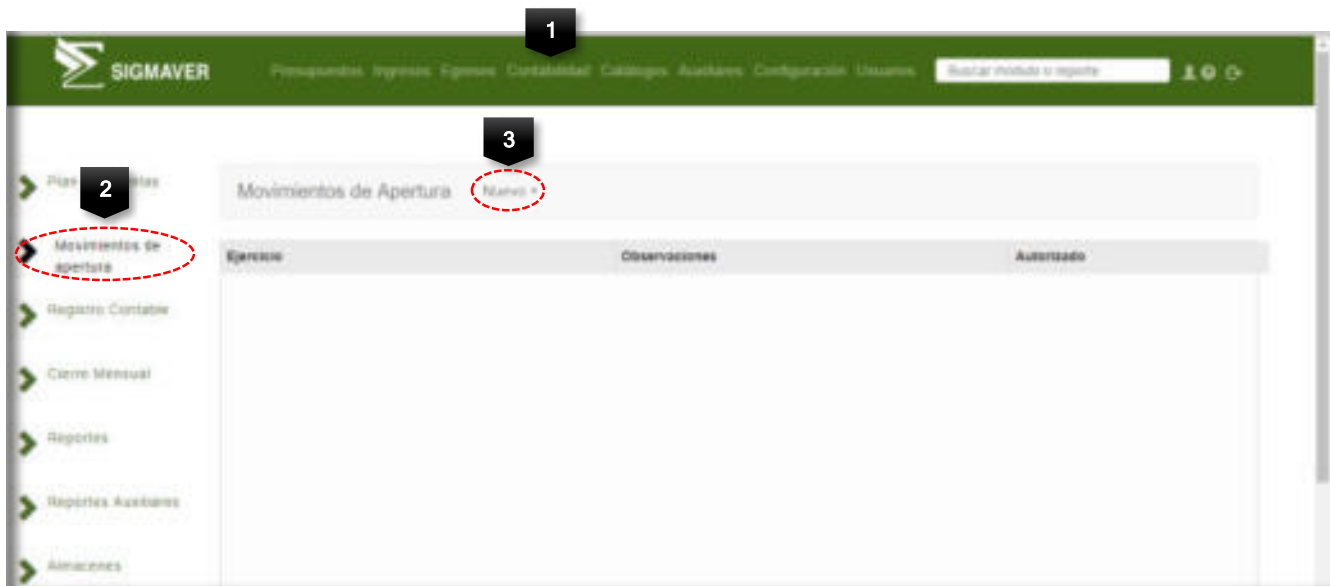 1
SIGMAVER
Presupuestos Ingresos Egresos Contabilidad Catálogos Auxiliares Configuración Usuarios
Buscar módulo o reporte
3
2
Movimientos de Apertura Nuevo +
Movimientos de
apertura
Ejercicio Observaciones Autorizado
Registro Contable
Cierre Mensual
Reportes
Reportes Auxiliares
Almacenes